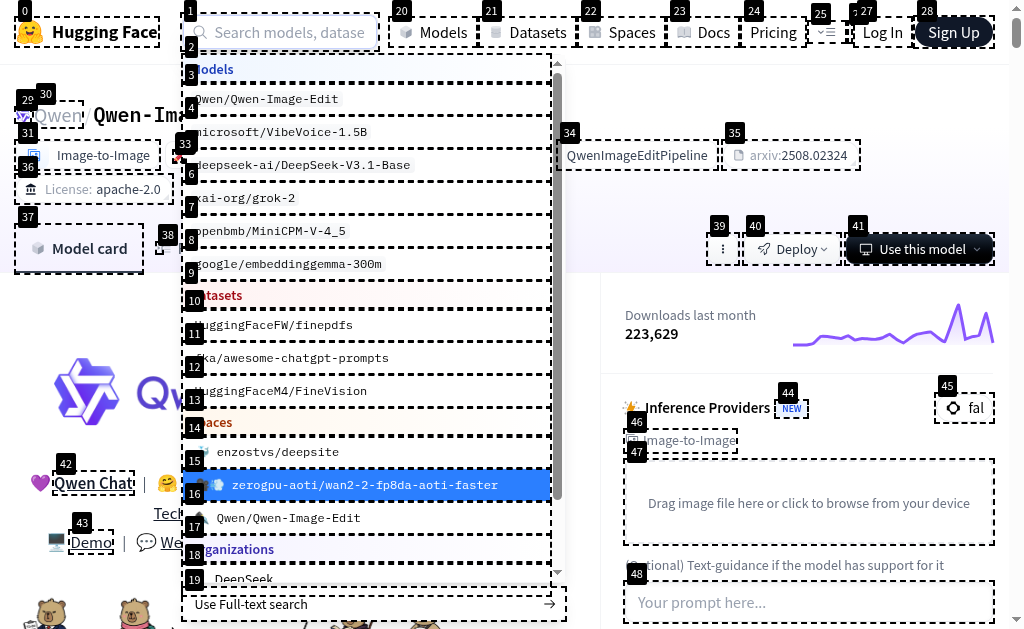 0 1 20 21 22 23 24 25 27 28
Hugging Face Search models, datase Models Datasets Spaces Docs Pricing Log In Sign Up
2
Models
3
Qwen/Qwen-Image-Edit
4
29 30
Qwen/Qwen-Ima
microsoft/VibeVoice-1.5B
31 33 34 35
Image-to-Image QwenImageEditPipeline arxiv:2508.02324
deepseek-ai/DeepSeek-V3.1-Base
36 6
License: apache-2.0
xai-org/grok-2
7
37 38 39 40 41
openbmb/MiniCPM-V-4_5
8
Model card Deploy Use this model
google/embeddinggemma-300m
9
Datasets
10
HuggingFaceFW/finepdfs
11
Downloads last month
223,629
fka/awesome-chatgpt-prompts
12
HuggingFaceM4/FineVision
13
44 45
Inference Providers NEW fal
Spaces
14
46
Image-to-Image
enzostvs/deepsite
15
47
42
zerogpu-aoti/wan2-2-fp8da-aoti-faster
16
Qwen Chat |
Drag image file here or click to browse from your device
Qwen/Qwen-Image-Edit
17
Tech
43
Demo | We
Organizations
18
(Optional) Text-guidance if the model has support for it
DeepSeek
19
48
Use Full-text search
Your prompt here...